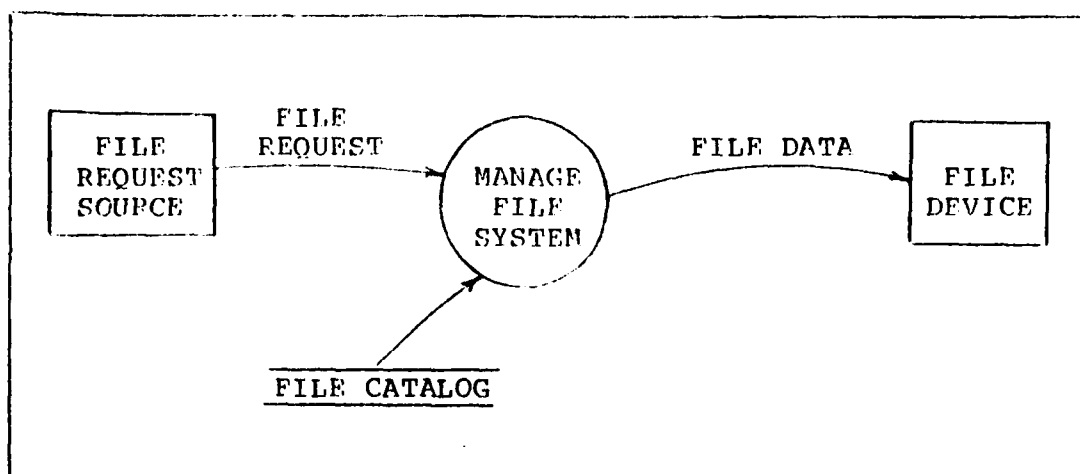 FILE
REQUEST
SOURCE
FILE
REQUEST
MANAGE
FILE
SYSTEM
FILE DATA
FILE
DEVICE
FILE CATALOG